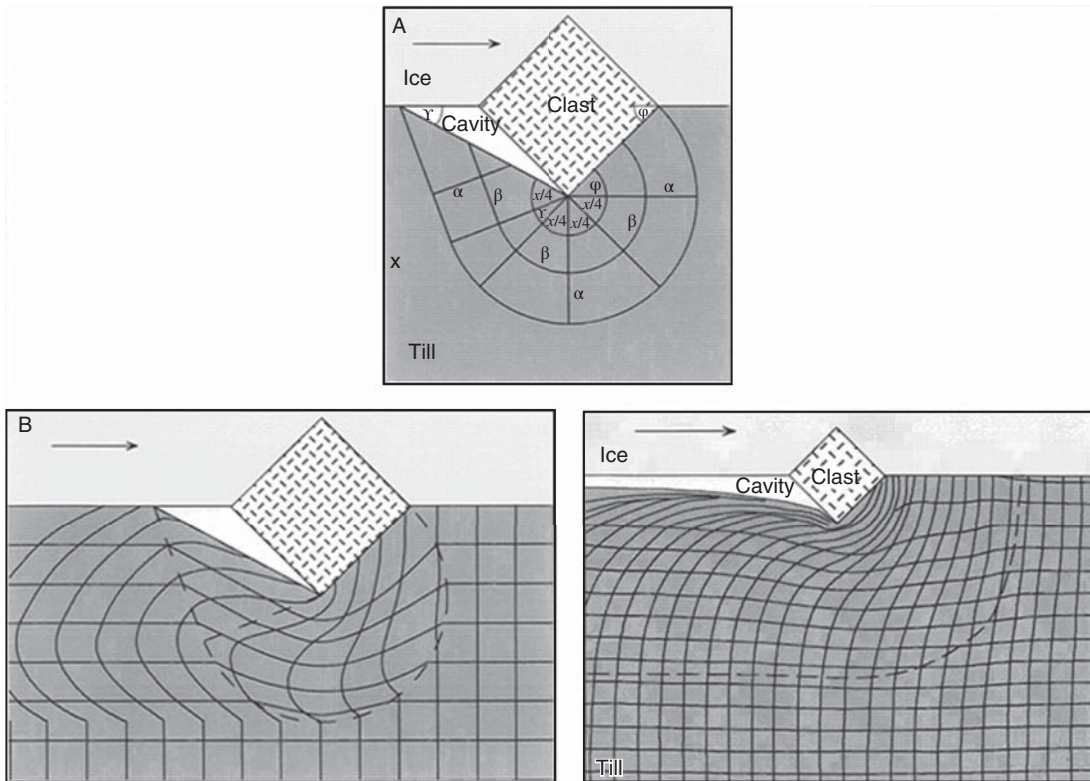 A
Ice
Clast
ϒ
φ
Cavity
α
β
x/4
φ
α
x/4
ϒ
x/4
x/4
β
β
x
α
Till
B
Ice
Clast
Cavity
Till